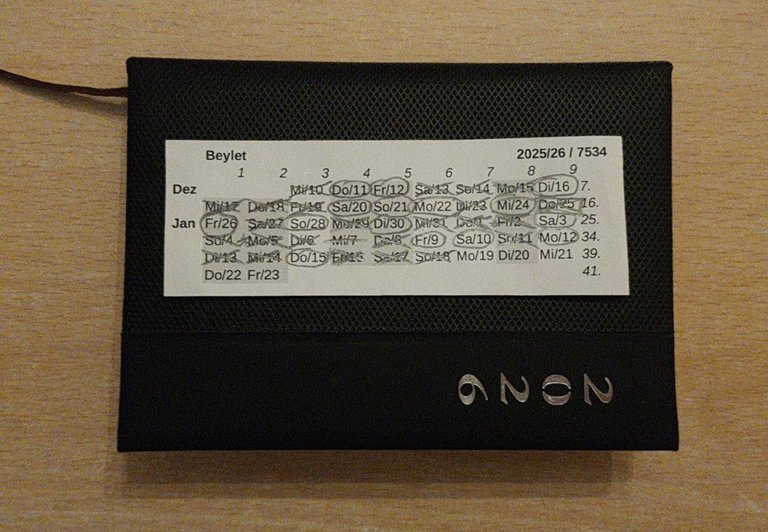 Beylet 2025/26 / 7534
1 2 3 4 5 6 7 8 9
Dez Mi/10 Do/11 Fr/12 Sa/13 So/14 Mo/15 Di/16 7.
Mi/17 Do/18 Fr/19 Sa/20 So/21 Mo/22 Di/23 Mi/24 Do/25 16.
Jan Fr/26 Sa/27 So/28 Mo/29 Di/30 Mi/31 Do/1 Fr/2 Sa/3 25.
So/4 Mo/5 Di/6 Mi/7 Do/8 Fr/9 Sa/10 So/11 Mo/12 34.
Di/13 Mi/14 Do/15 Fr/16 Sa/17 So/18 Mo/19 Di/20 Mi/21 39.
Do/22 Fr/23 41.
2026